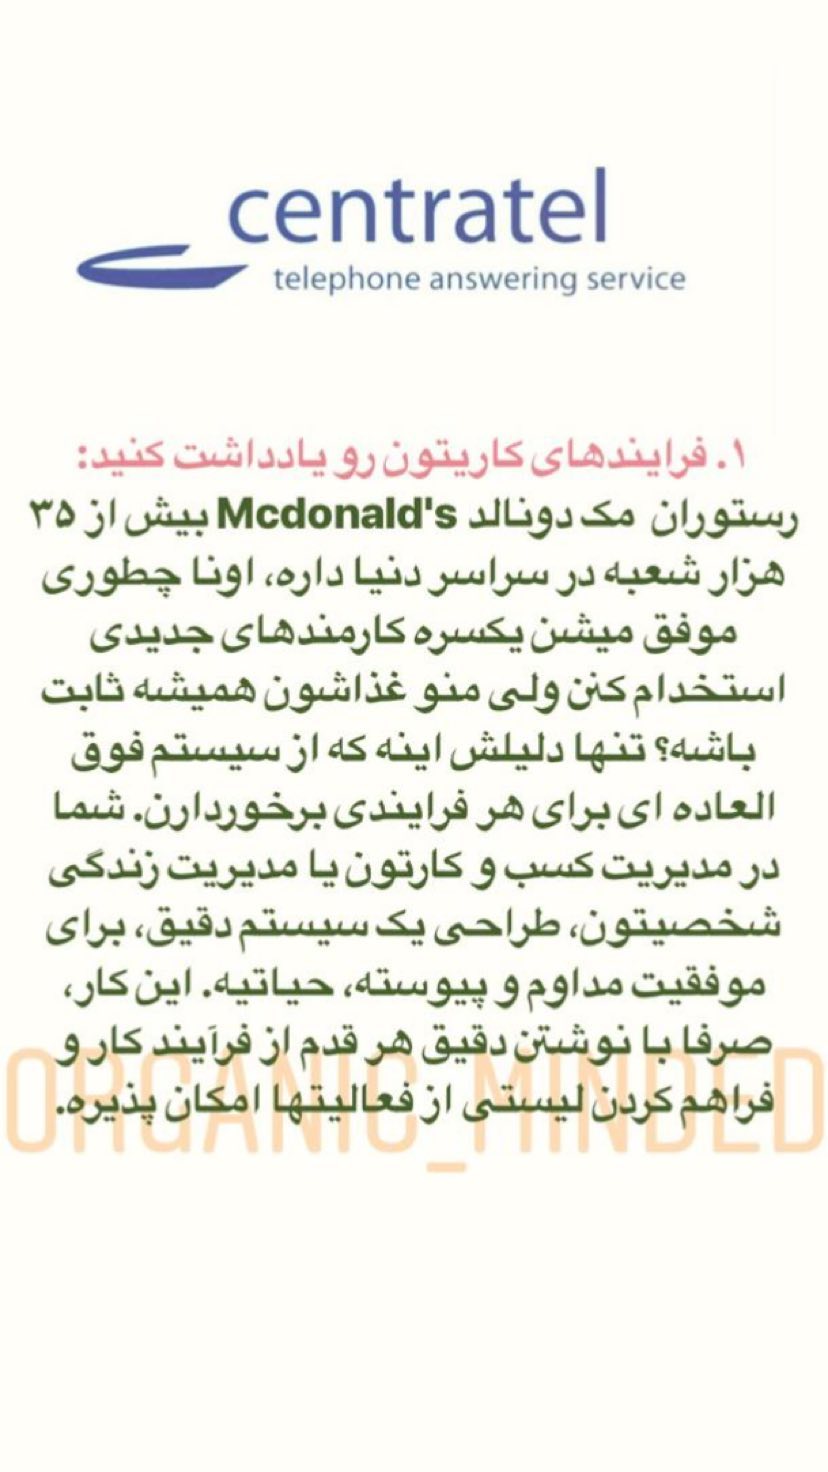 centratel
telephone answering service
۱. فرایندهای کاریتون رو یادداشت کنید:
رستوران مک دونالد Mcdonald's بیش از ۳۵
هزار شعبه در سراسر دنیا داره، اونا چطوری
موفق میشن یکسره کارمندهای جدیدی
استخدام کنن ولی منو غذاشون همیشه ثابت
باشه؟ تنها دلیلش اینه که از سیستم فوق
العاده ای برای هر فرایندی برخوردارن. شما
در مدیریت کسب و کارتون یا مدیریت زندگی
شخصیتون، طراحی یک سیستم دقیق، برای
موفقیت مداوم و پیوسته، حیاتیه. این کار،
صرفا با نوشتن دقیق هر قدم از فرآیند کار و
فراهم کردن لیستی از فعالیتها امکان پذیره.
ORGANIC_MINDED